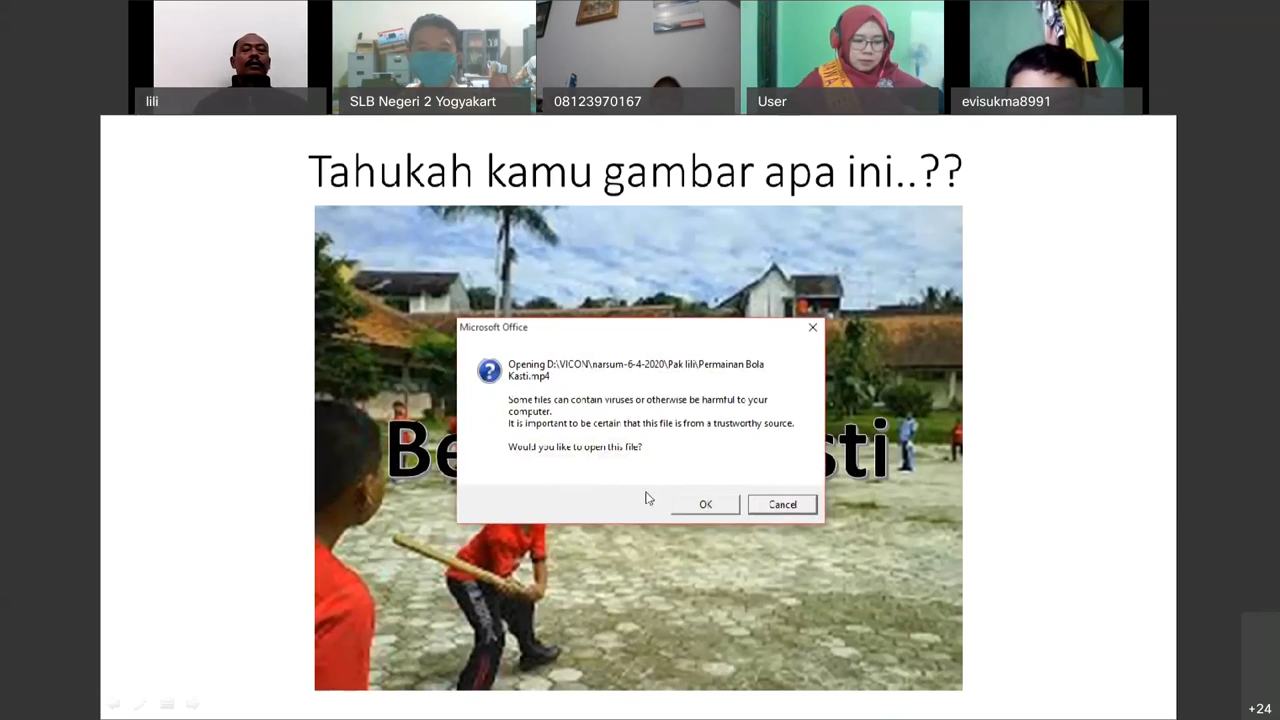 lili
SLB Negeri 2 Yogyakart
08123970167
User
evisukma8991
Tahukah kamu gambar apa ini..??
Microsoft Office
Opening D:\VICON\narsum-6-4-2020\Pak lili\Permainan Bola
Kasti.mp4
Some files can contain viruses or otherwise be harmful to your
computer.
It is important to be certain that this file is from a trustworthy source.
Would you like to open this file?
OK
Cancel
+24